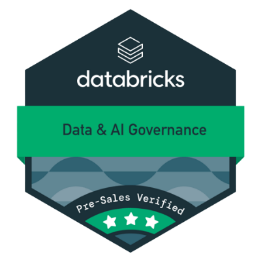 databricks
Data & AI Governance
Pre-Sales Verified